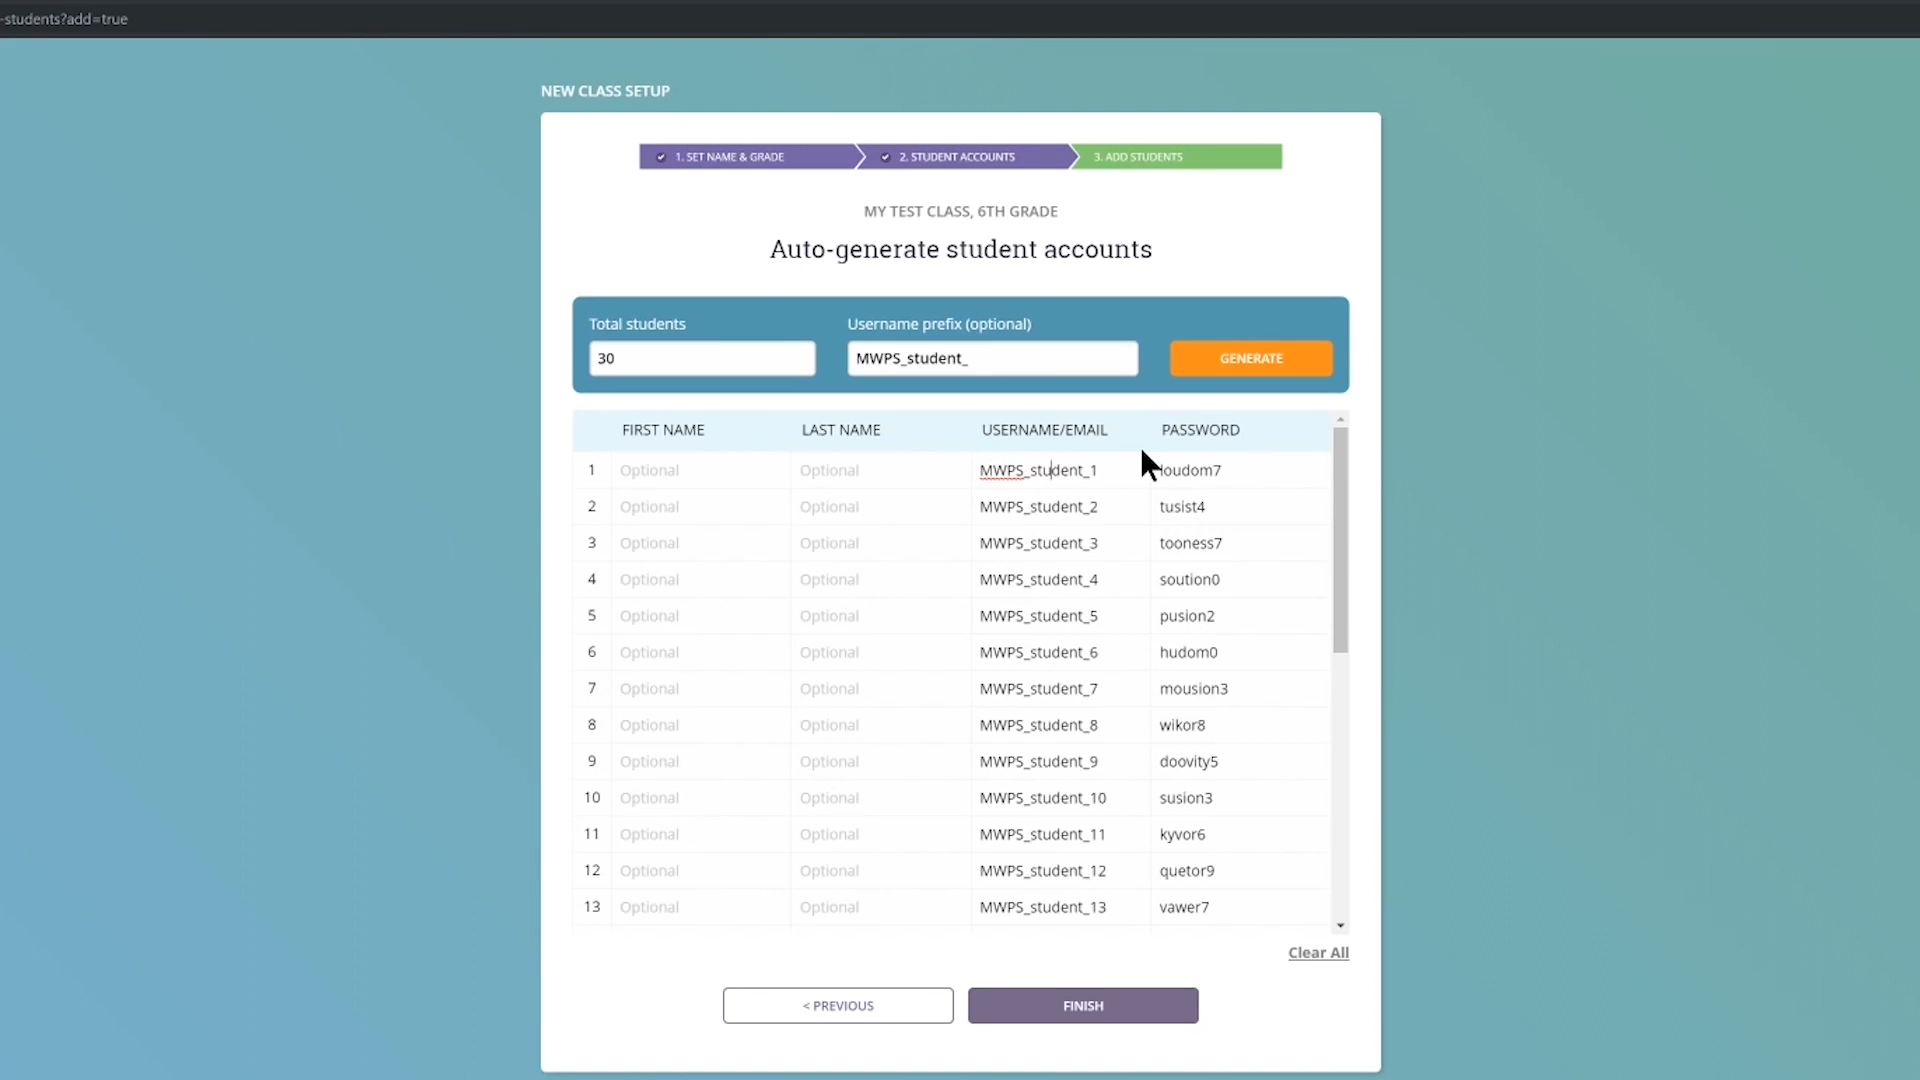 -students?add=true
NEW CLASS SETUP
1. SET NAME & GRADE 2. STUDENT ACCOUNTS 3. ADD STUDENTS
MY TEST CLASS, 6TH GRADE
Auto-generate student accounts
Total students Username prefix (optional)
30 MWPS_student_ GENERATE
FIRST NAME LAST NAME USERNAME/EMAIL PASSWORD
1 Optional Optional MWPS_student_1 loudom7
2 Optional Optional MWPS_student_2 tusist4
3 Optional Optional MWPS_student_3 tooness7
4 Optional Optional MWPS_student_4 soution0
5 Optional Optional MWPS_student_5 pusion2
6 Optional Optional MWPS_student_6 hudom0
7 Optional Optional MWPS_student_7 mousion3
8 Optional Optional MWPS_student_8 wikor8
9 Optional Optional MWPS_student_9 doovity5
10 Optional Optional MWPS_student_10 susion3
11 Optional Optional MWPS_student_11 kyvor6
12 Optional Optional MWPS_student_12 quetor9
13 Optional Optional MWPS_student_13 vawer7
Clear All
< PREVIOUS FINISH